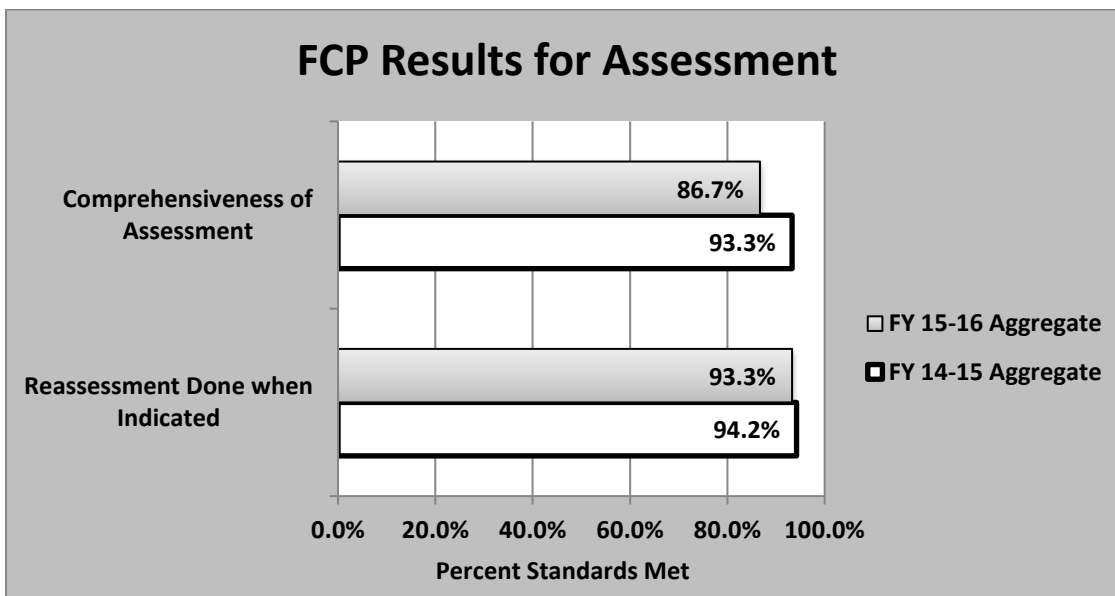 FCP Results for Assessment
Comprehensiveness of
Assessment
86.7%
93.3%
Reassessment Done when
Indicated
93.3%
94.2%
FY 15-16 Aggregate
FY 14-15 Aggregate
0.0% 20.0% 40.0% 60.0% 80.0% 100.0%
Percent Standards Met